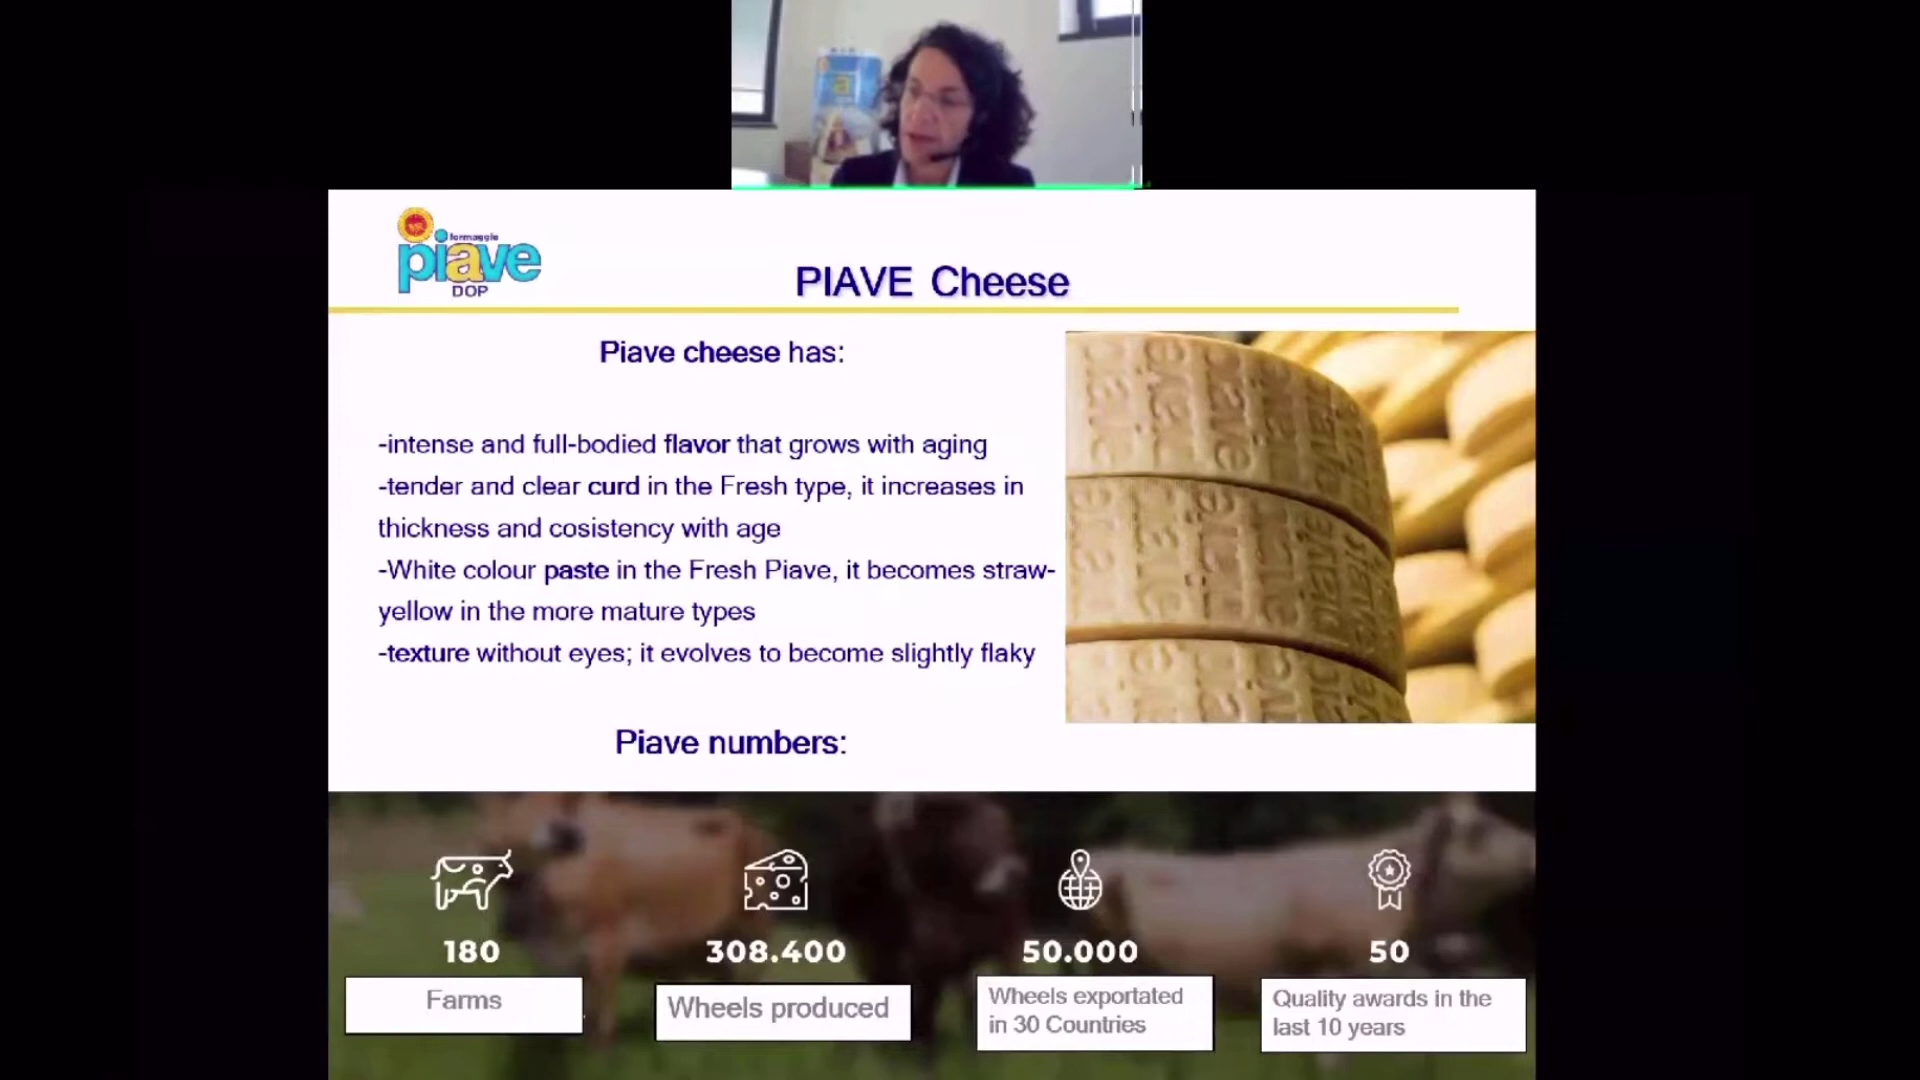 formaggio
piave
DOP
PIAVE Cheese
Piave cheese has:
-intense and full-bodied flavor that grows with aging
-tender and clear curd in the Fresh type, it increases in
thickness and cosistency with age
-White colour paste in the Fresh Piave, it becomes straw-
yellow in the more mature types
-texture without eyes; it evolves to become slightly flaky
Piave numbers:
180
308.400
50.000
50
Farms
Wheels produced
Wheels exportated
in 30 Countries
Quality awards in the
last 10 years